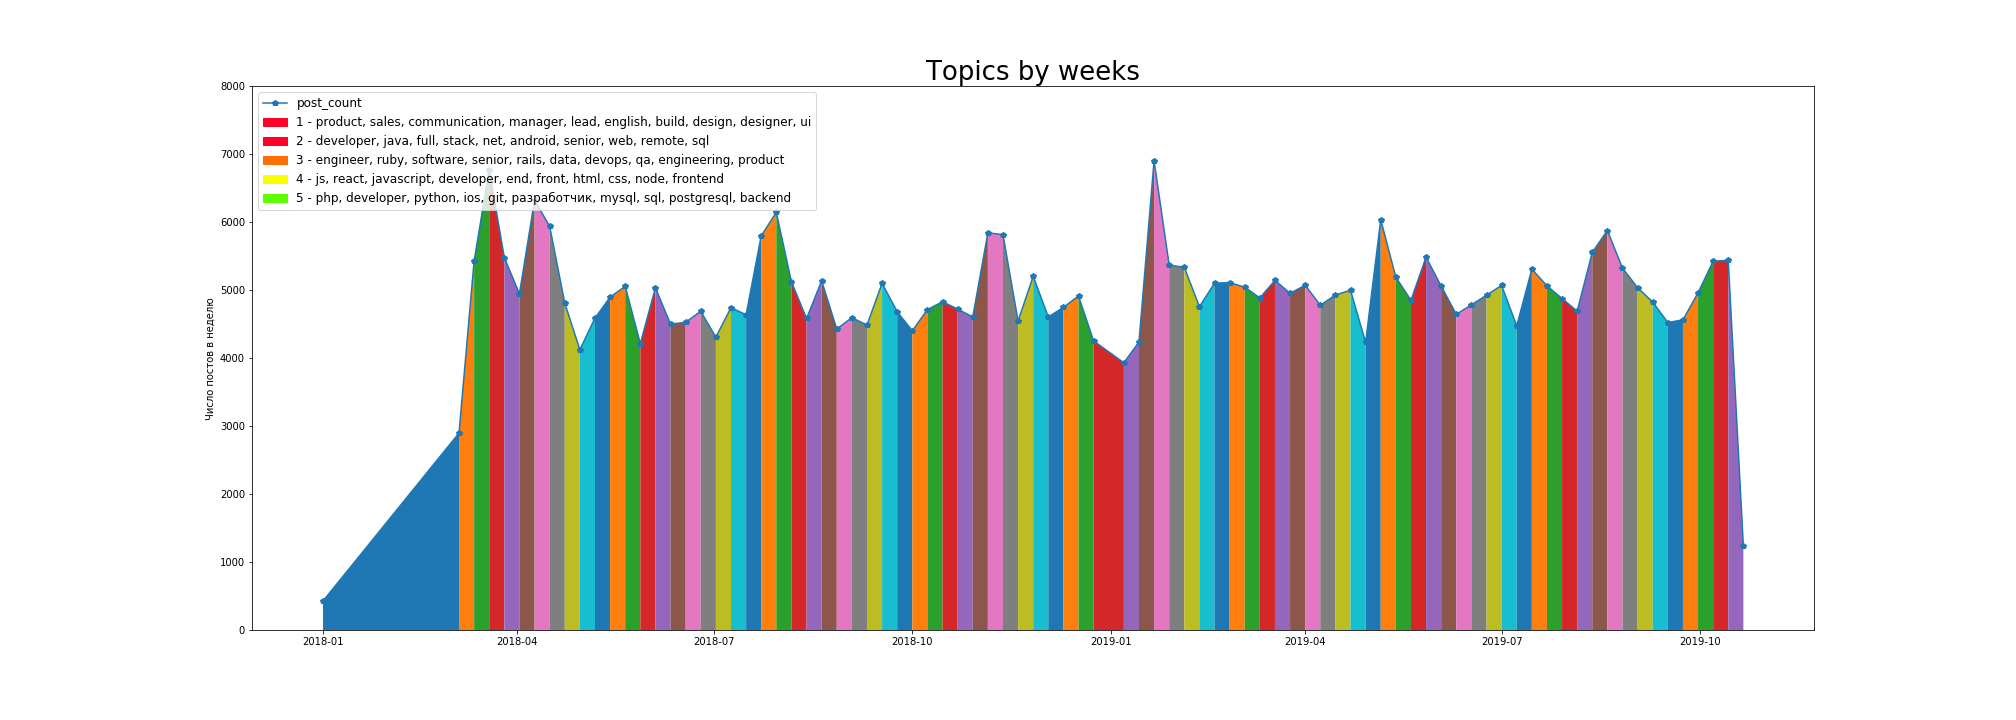 Topics by weeks
8000
7000
6000
5000
4000
3000
2000
1000
0
Число постов в неделю
post_count
1 - product, sales, communication, manager, lead, english, build, design, designer, ui
2 - developer, java, full, stack, net, android, senior, web, remote, sql
3 - engineer, ruby, software, senior, rails, data, devops, qa, engineering, product
4 - js, react, javascript, developer, end, front, html, css, node, frontend
5 - php, developer, python, ios, git, разработчик, mysql, sql, postgresql, backend
2018-01 2018-04 2018-07 2018-10 2019-01 2019-04 2019-07 2019-10